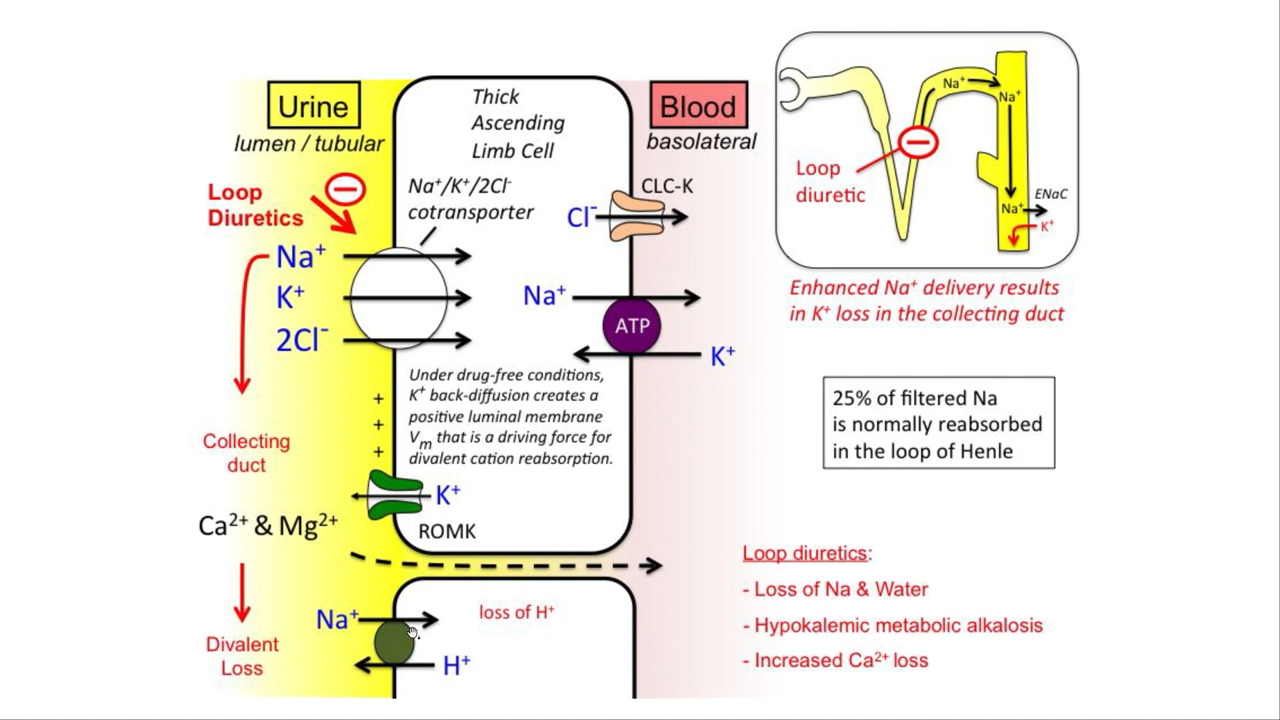 Urine
lumen / tubular
Thick
Ascending
Limb Cell
Blood
basolateral
Loop
Diuretics
Na⁺/K⁺/2Cl⁻
cotransporter
CLC-K
Cl⁻
Na⁺
K⁺
2Cl⁻
Na⁺
ATP
K⁺
Under drug-free conditions,
K⁺ back-diffusion creates a
positive luminal membrane
Vm that is a driving force for
divalent cation reabsorption.
+
+
+
Collecting
duct
K⁺
ROMK
Ca²⁺ & Mg²⁺
Divalent
Loss
Na⁺
loss of H⁺
H⁺
Na⁺
Na⁺
Loop
diuretic
Na⁺
ENaC
K⁺
Enhanced Na⁺ delivery results
in K⁺ loss in the collecting duct
25% of filtered Na
is normally reabsorbed
in the loop of Henle
Loop diuretics:
- Loss of Na & Water
- Hypokalemic metabolic alkalosis
- Increased Ca²⁺ loss